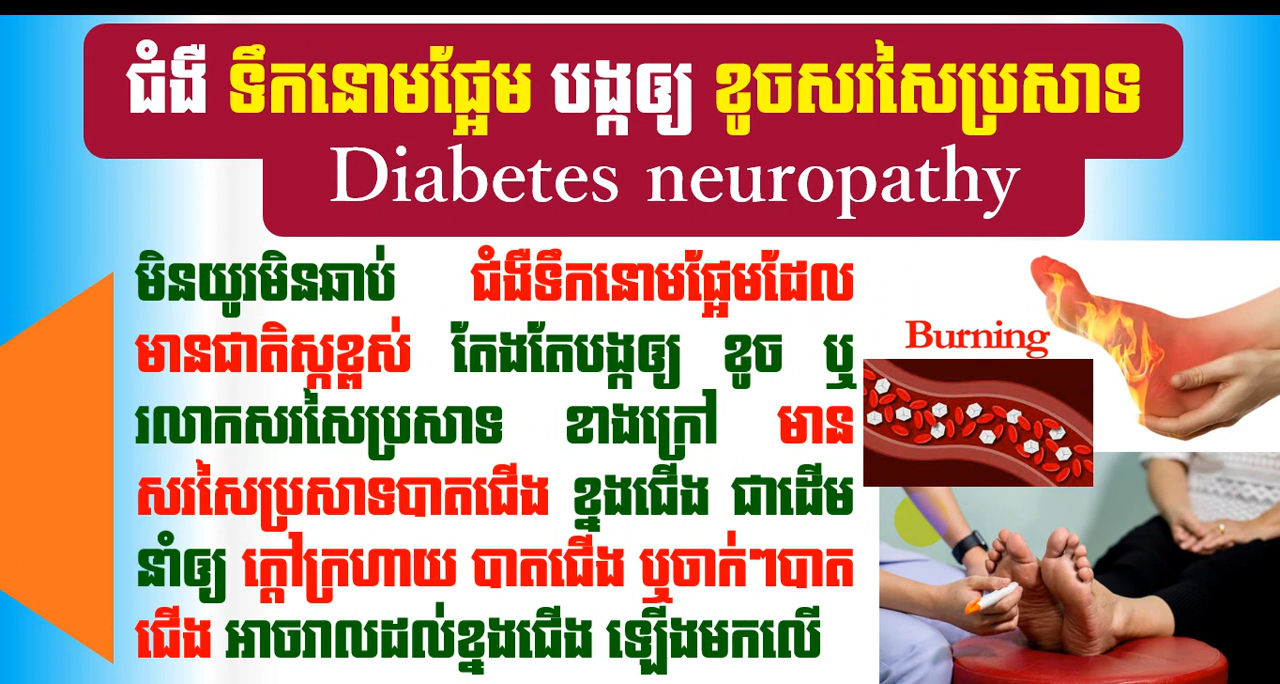 ជំងឺ ទឹកនោមផ្អែម បង្កឲ្យ ខូចសរសៃប្រសាទ
Diabetes neuropathy
មិនយូរមិនឆាប់ ជំងឺទឹកនោមផ្អែមដែល
មានជាតិស្ករខ្ពស់ តែងតែបង្កឲ្យ ខូច ឬ
រលាកសរសៃប្រសាទ ខាងក្រៅ មាន
សរសៃប្រសាទបាតជើង ខ្នងជើង ជាដើម
នាំឲ្យ ក្តៅក្រហាយ បាតជើង ឬចាក់ៗបាត
ជើង អាចរាលដល់ខ្នងជើង ឡើងមកលើ
Burning